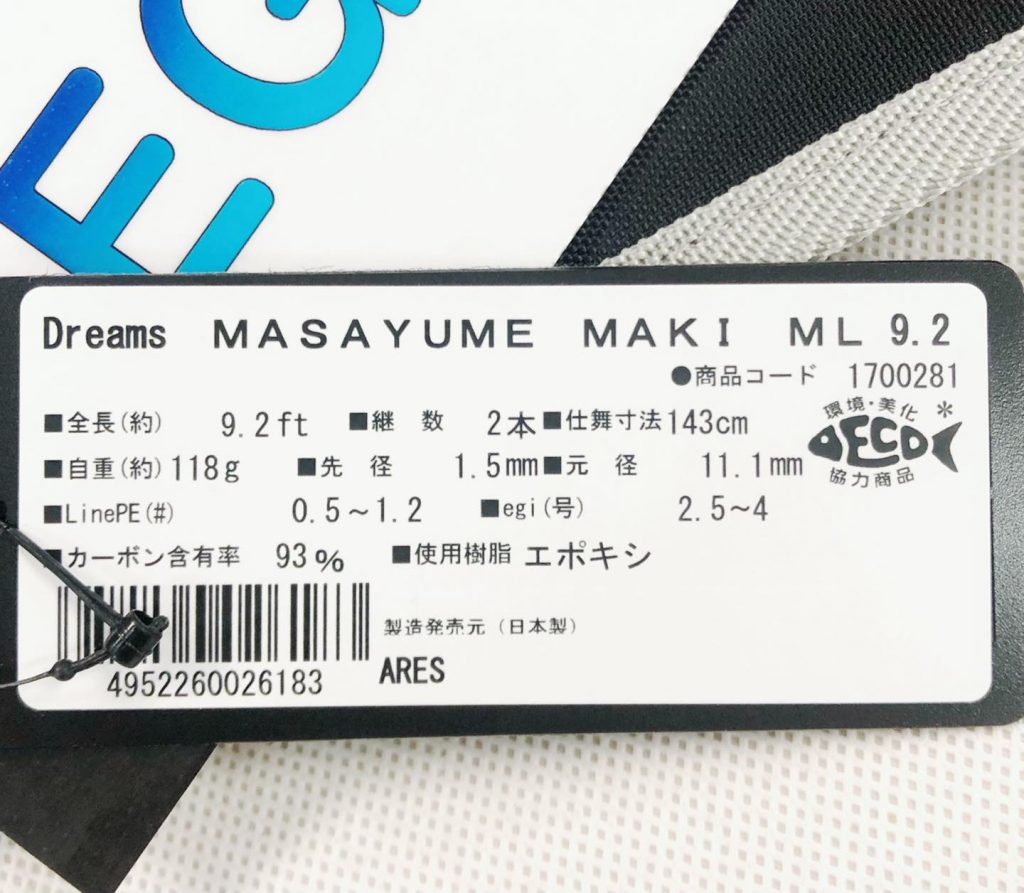 EG
Dreams MASAYUME MAKI ML 9.2
●商品コード 1700281
■全長(約) 9.2ft ■継 数 2本 ■仕舞寸法 143cm
環境・美化
*
DECO
■自重(約) 118g ■先 径 1.5mm ■元 径 11.1mm
協力商品
■LinePE(#) 0.5～1.2 ■egi(号) 2.5～4
■カーボン含有率 93% ■使用樹脂 エポキシ
製造発売元（日本製）
ARES
4952260026183